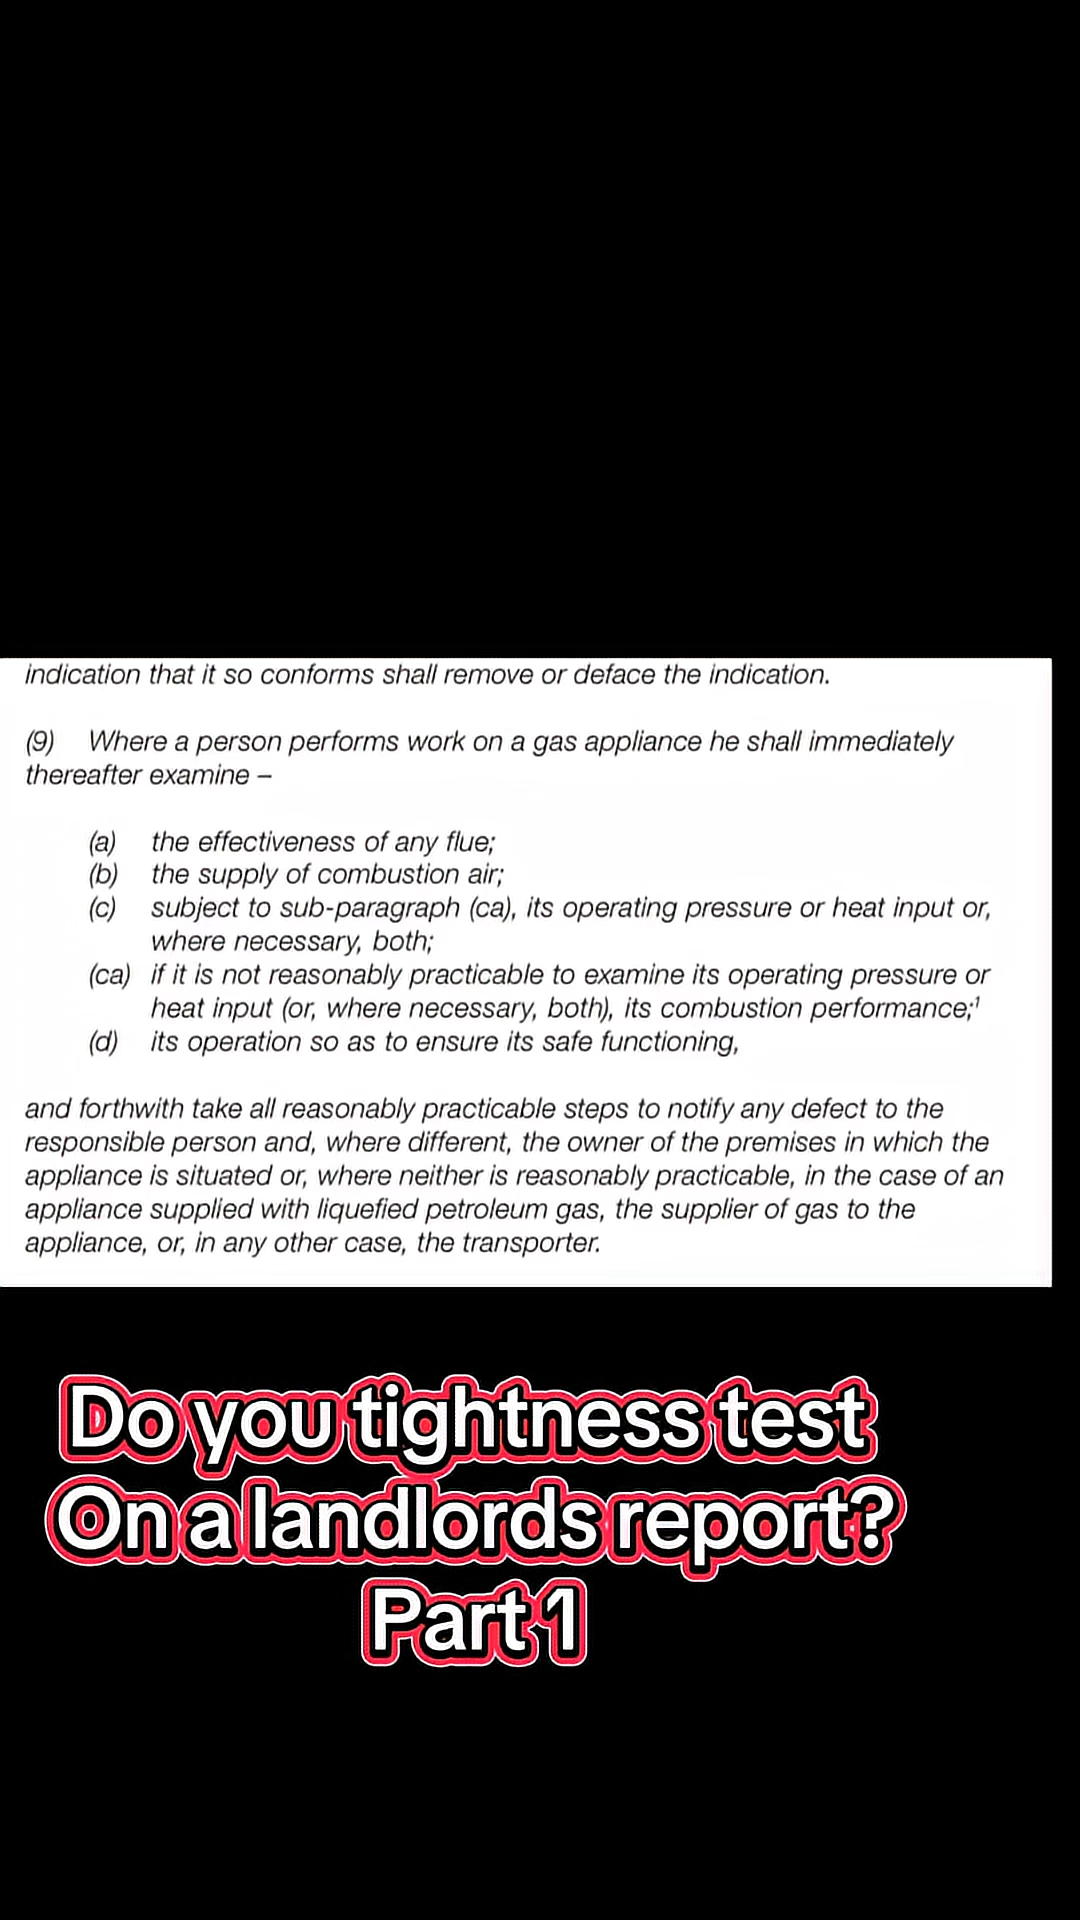 indication that it so conforms shall remove or deface the indication.
(9) Where a person performs work on a gas appliance he shall immediately
thereafter examine –
(a) the effectiveness of any flue;
(b) the supply of combustion air;
(c) subject to sub-paragraph (ca), its operating pressure or heat input or,
where necessary, both;
(ca) if it is not reasonably practicable to examine its operating pressure or
heat input (or, where necessary, both), its combustion performance;¹
(d) its operation so as to ensure its safe functioning,
and forthwith take all reasonably practicable steps to notify any defect to the
responsible person and, where different, the owner of the premises in which the
appliance is situated or, where neither is reasonably practicable, in the case of an
appliance supplied with liquefied petroleum gas, the supplier of gas to the
appliance, or, in any other case, the transporter.
Do you tightness test
On a landlords report?
Part 1